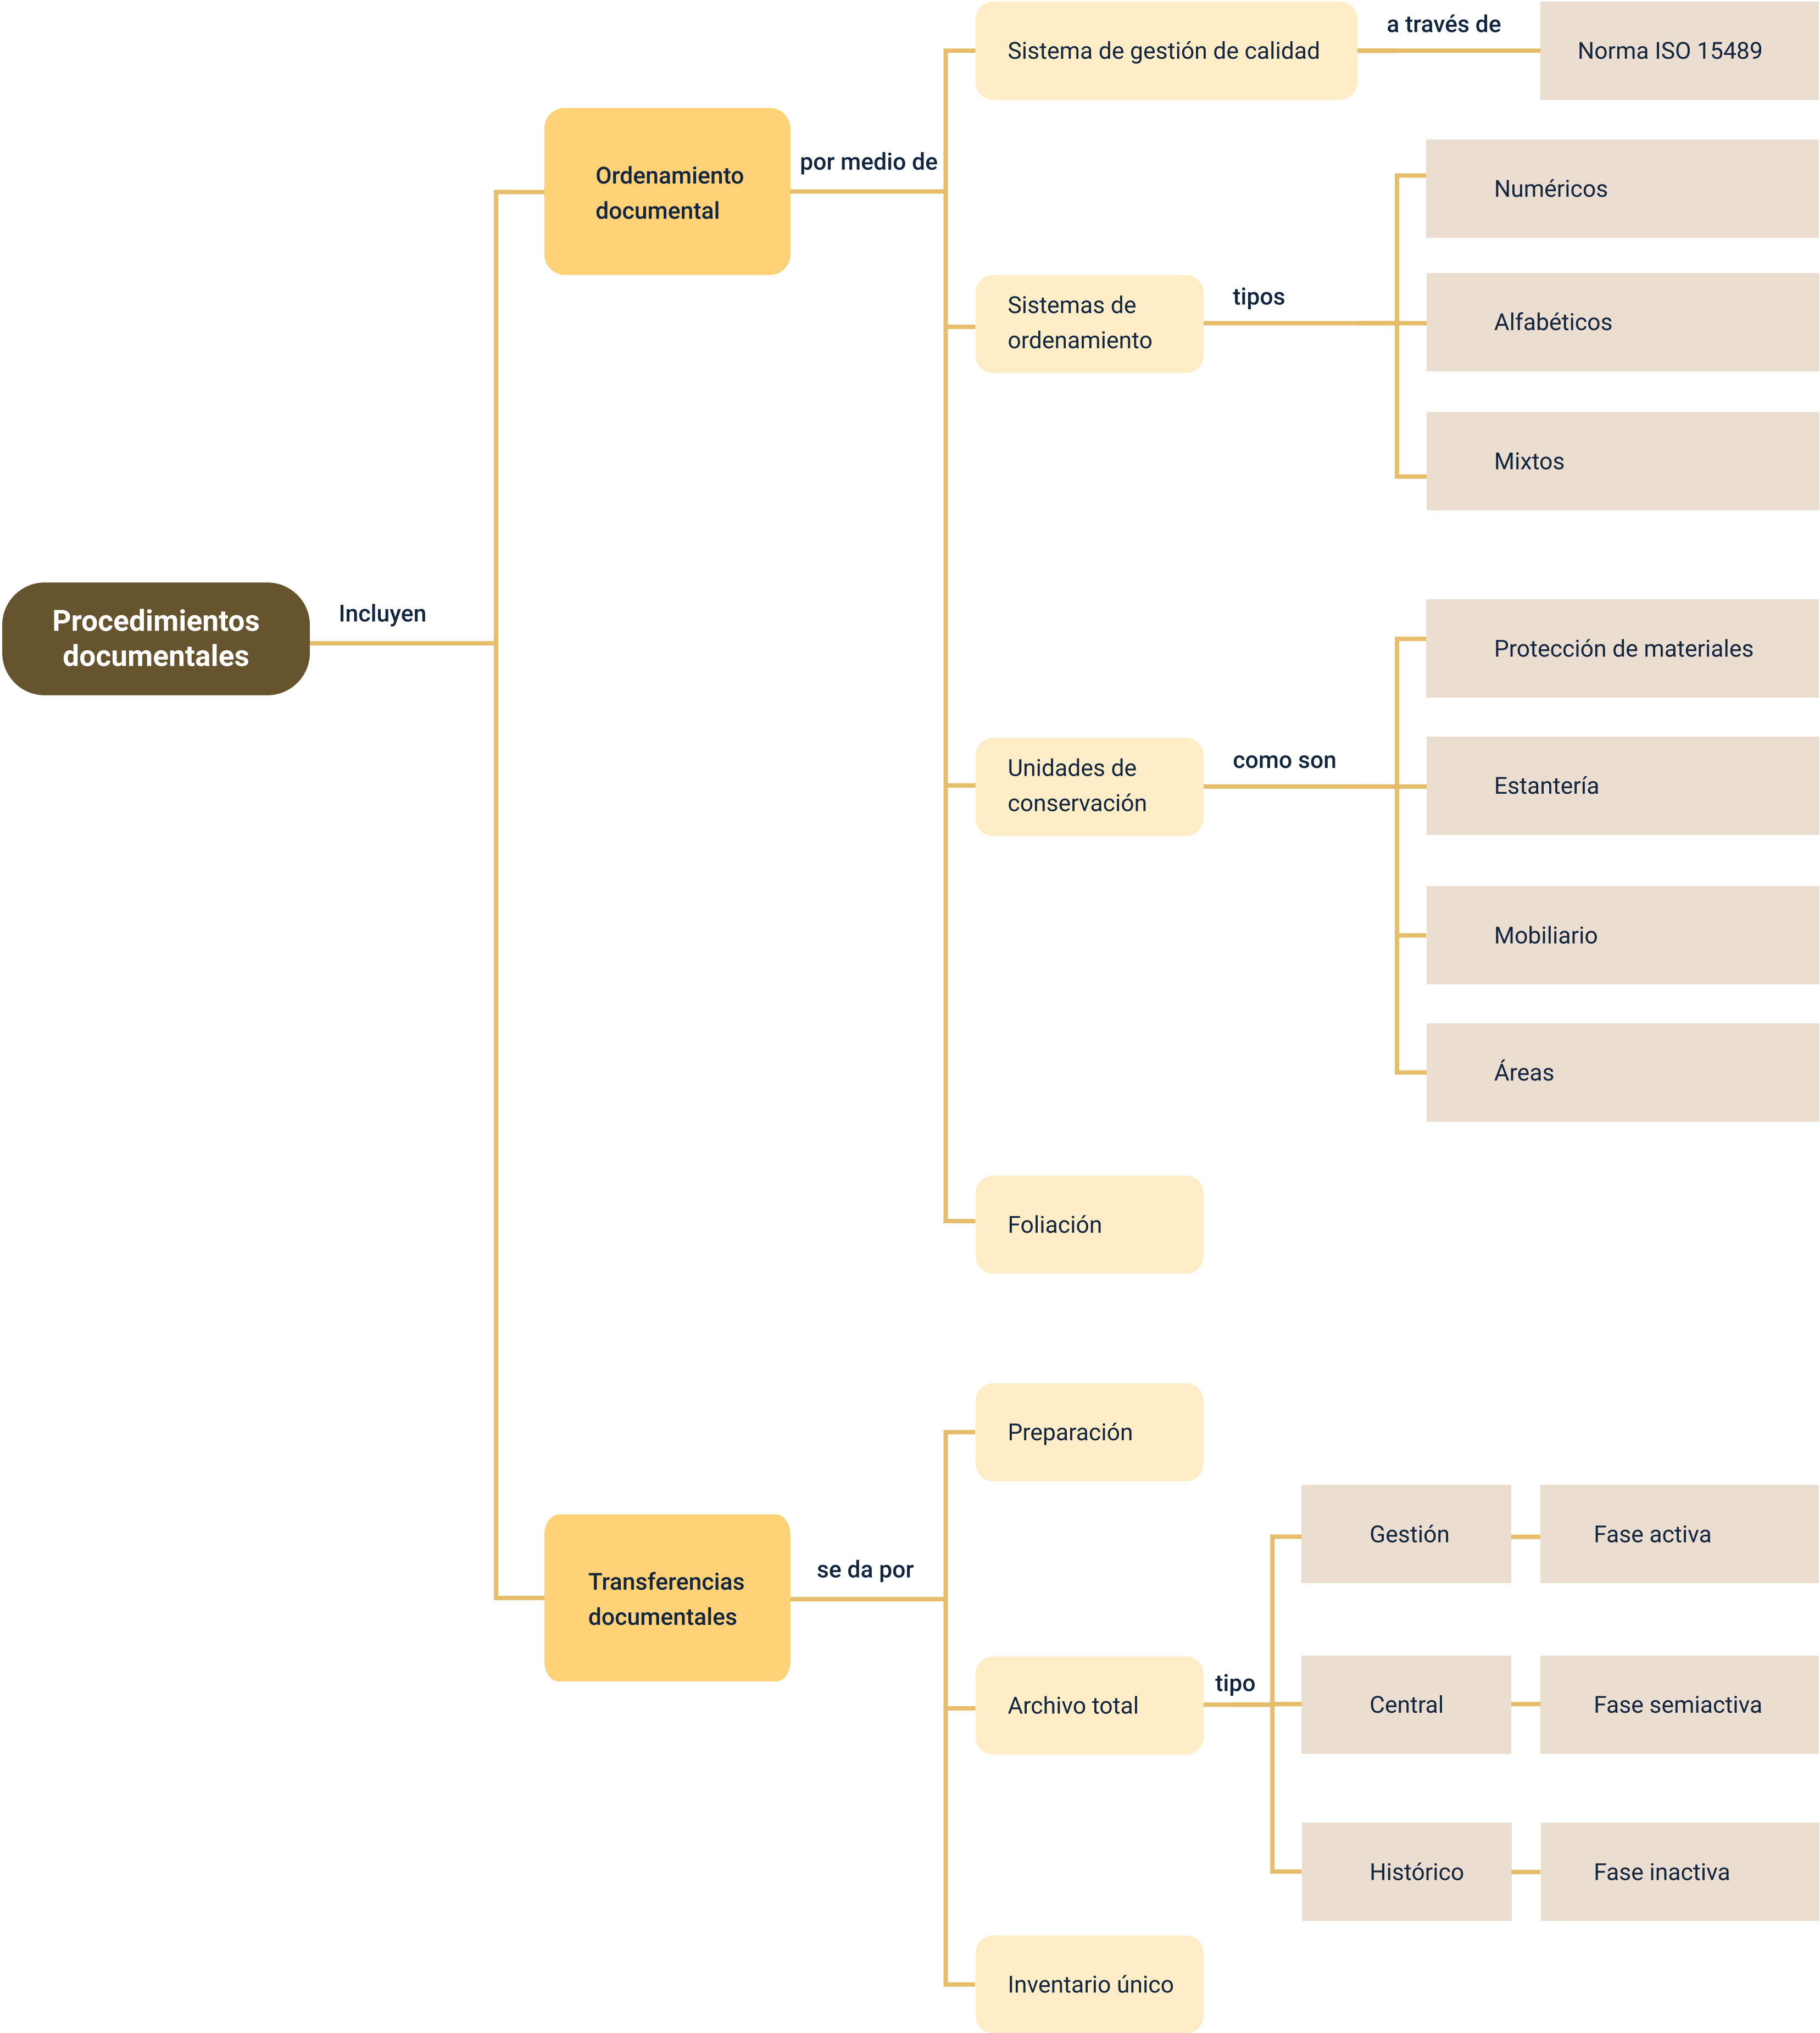 Procedimientos
documentales
Incluyen
Ordenamiento
documental
por medio de
Sistema de gestión de calidad
a través de
Norma ISO 15489
Sistemas de
ordenamiento
tipos
Numéricos
Alfabéticos
Mixtos
Unidades de
conservación
como son
Protección de materiales
Estantería
Mobiliario
Áreas
Foliación
Transferencias
documentales
se da por
Preparación
Archivo total
tipo
Gestión
Fase activa
Central
Fase semiactiva
Histórico
Fase inactiva
Inventario único